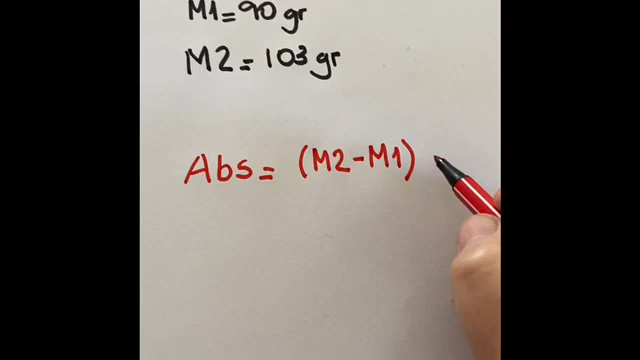 M1 = 90 gr
M2 = 103 gr
Abs = (M2 - M1)